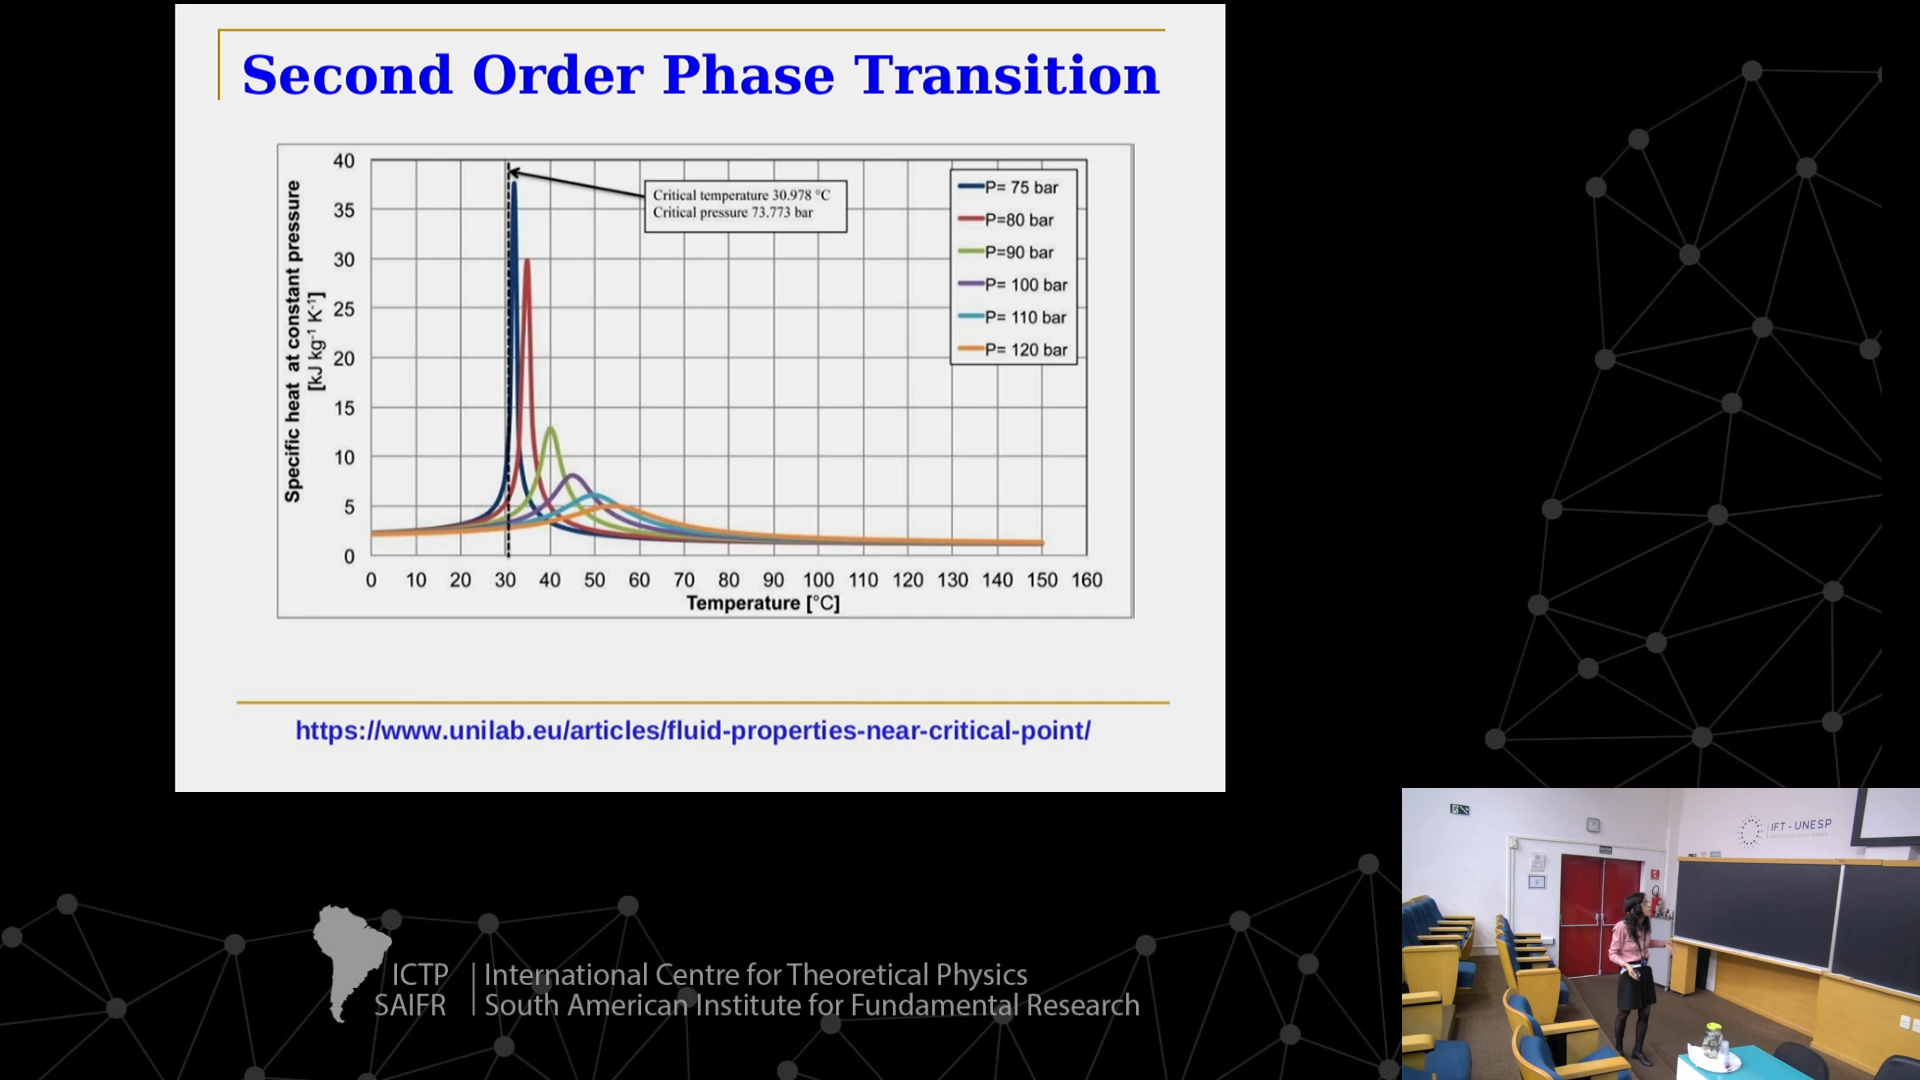 Second Order Phase Transition
Specific heat at constant pressure
[kJ kg⁻¹ K⁻¹]
40
35
30
25
20
15
10
5
0
Critical temperature 30.978 °C
Critical pressure 73.773 bar
P= 75 bar
P=80 bar
P=90 bar
P= 100 bar
P= 110 bar
P= 120 bar
0 10 20 30 40 50 60 70 80 90 100 110 120 130 140 150 160
Temperature [°C]
https://www.unilab.eu/articles/fluid-properties-near-critical-point/
IFT - UNESP
ICTP
SAIFR
International Centre for Theoretical Physics
South American Institute for Fundamental Research